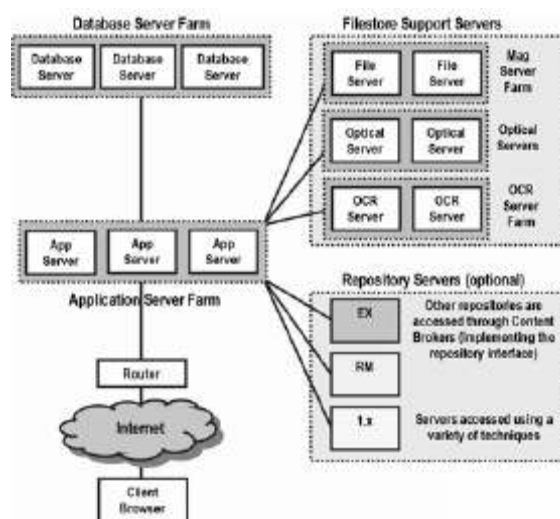 Database Server Farm
Database
Server
Database
Server
Database
Server
Filestore Support Servers
File
Server
File
Server
Mag
Server
Farm
Optical
Server
Optical
Server
Optical
Servers
OCR
Server
OCR
Server
OCR
Server
Farm
App
Server
App
Server
App
Server
Application Server Farm
Router
Internet
Client
Browser
Repository Servers (optional)
EX
Other repositories are
accessed through Content
Brokers (implementing the
repository interface)
RM
1.x
Servers accessed using a
variety of techniques